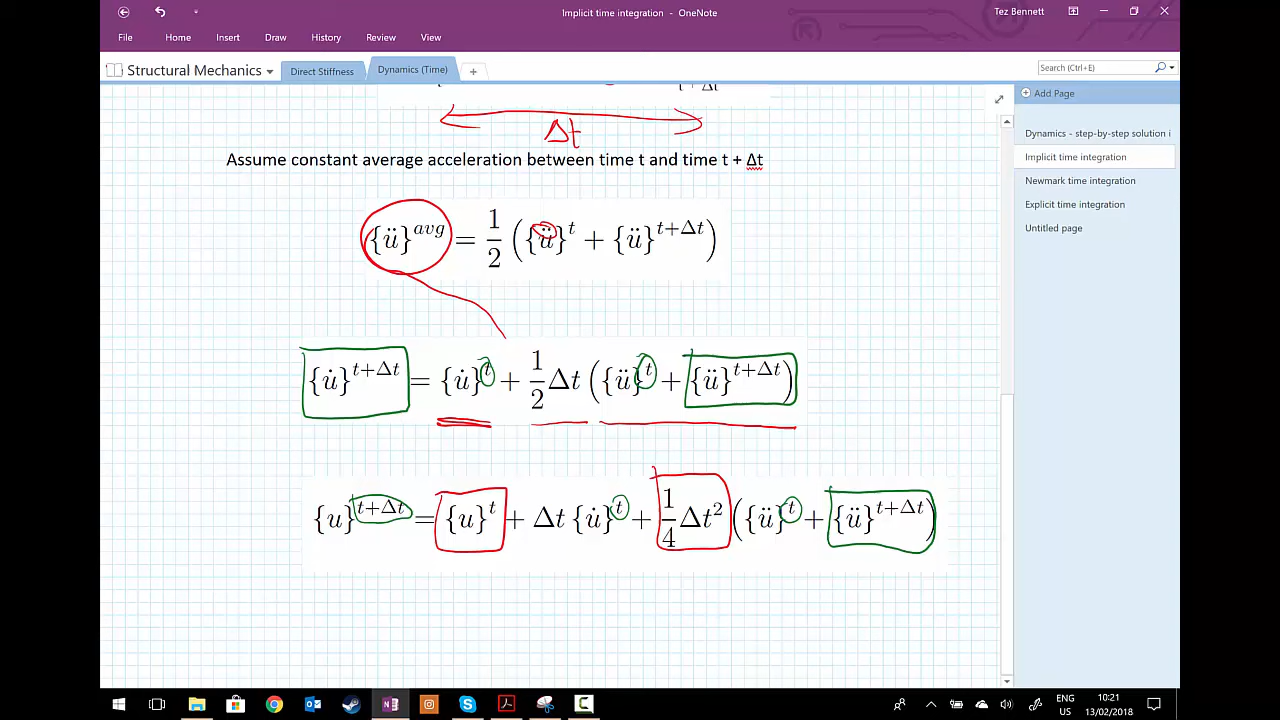 Implicit time integration - OneNote
Tez Bennett
File Home Insert Draw History Review View
Structural Mechanics Direct Stiffness Dynamics (Time) +
Search (Ctrl+E)
Add Page
Dynamics - step-by-step solution i
Implicit time integration
Newmark time integration
Explicit time integration
Untitled page
t+Δt
Δt
Assume constant average acceleration between time t and time t + Δt
{ü}^{avg} = 1/2 ({ü}^{t} + {ü}^{t+Δt})
{u̇}^{t+Δt} = {u̇}^{t} + 1/2 Δt ({ü}^{t} + {ü}^{t+Δt})
{u}^{t+Δt} = {u}^{t} + Δt {u̇}^{t} + 1/4 Δt² ({ü}^{t} + {ü}^{t+Δt})
ENG
US
10:21
13/02/2018